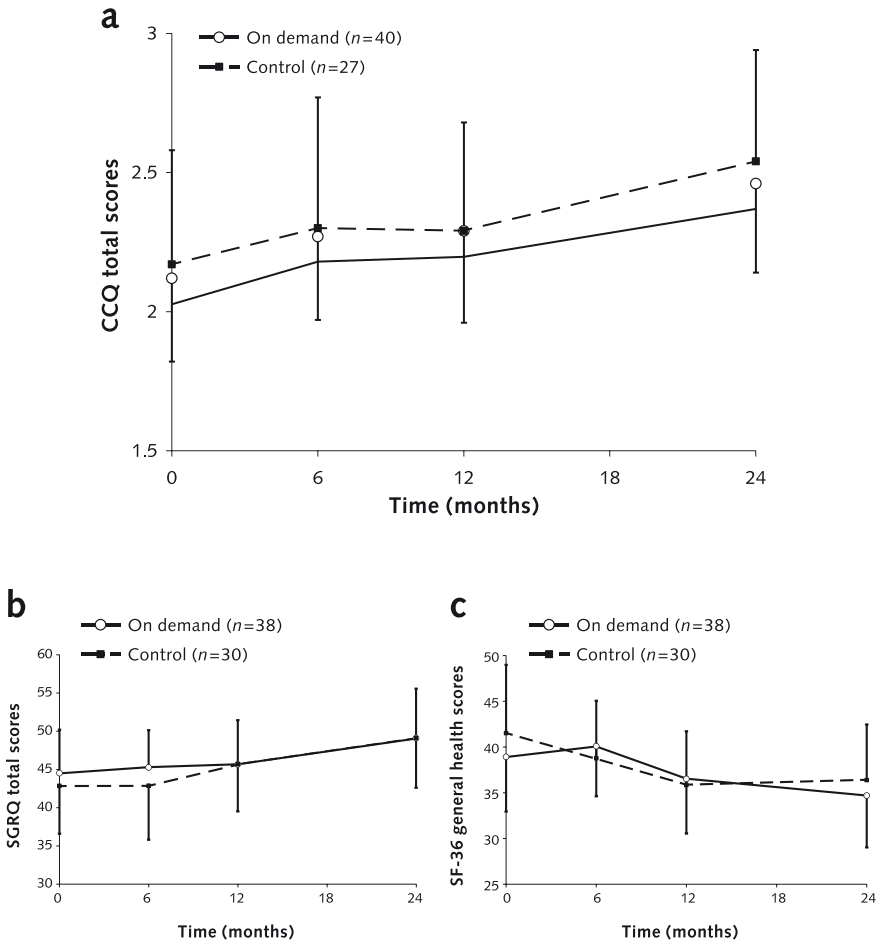 a
On demand (n=40)
Control (n=27)
3
2.5
2
1.5
CCQ total scores
0 6 12 18 24
Time (months)
b
On demand (n=38)
Control (n=30)
60
55
50
45
40
35
30
SGRQ total scores
0 6 12 18 24
Time (months)
c
On demand (n=38)
Control (n=30)
50
45
40
35
30
25
SF-36 general health scores
0 6 12 18 24
Time (months)